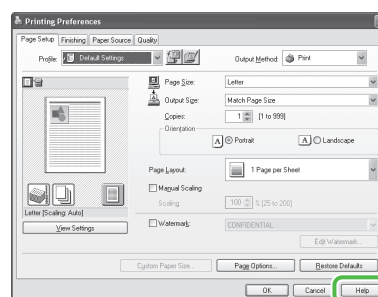 Printing Preferences
Page Setup Finishing Paper Source Quality
Profile: Default Settings Output Method: Print
Page Size: Letter
Output Size: Match Page Size
Copies: 1 [1 to 999]
Orientation
A Portrait A Landscape
Page Layout: 1 Page per Sheet
Manual Scaling
Scaling: 100 % [25 to 200]
Letter [Scaling: Auto]
View Settings
Watermark: CONFIDENTIAL
Edit Watermark...
Custom Paper Size... Page Options... Restore Defaults
OK Cancel Help